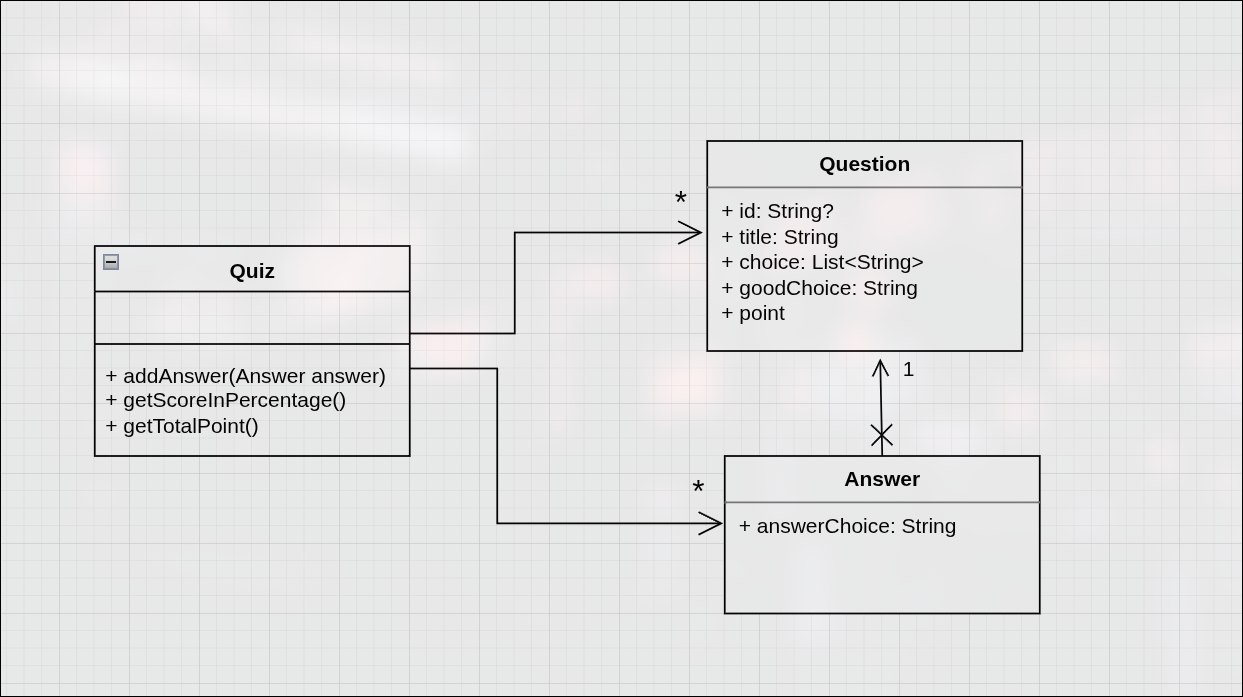 Quiz
+ addAnswer(Answer answer)
+ getScoreInPercentage()
+ getTotalPoint()
*
Question
+ id: String?
+ title: String
+ choice: List<String>
+ goodChoice: String
+ point
1
*
Answer
+ answerChoice: String